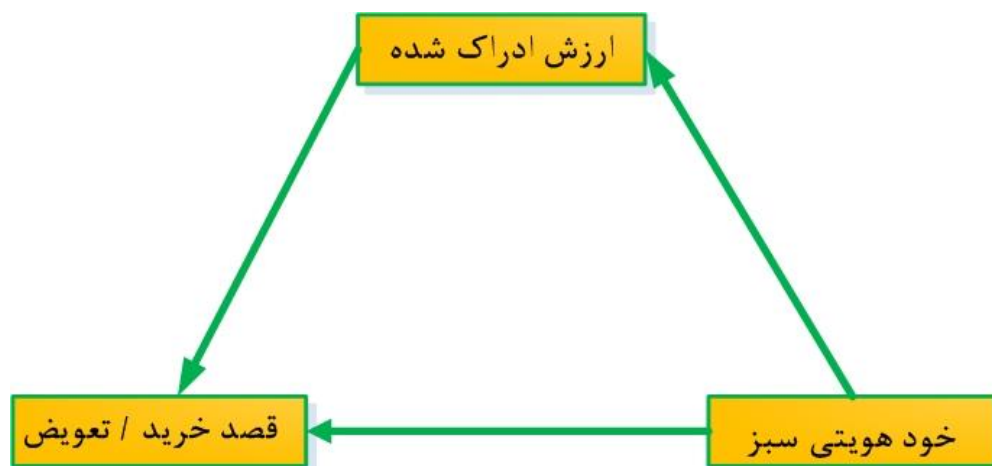 ارزش ادراک شده
خود هویتی سبز
قصد خرید / تعویض